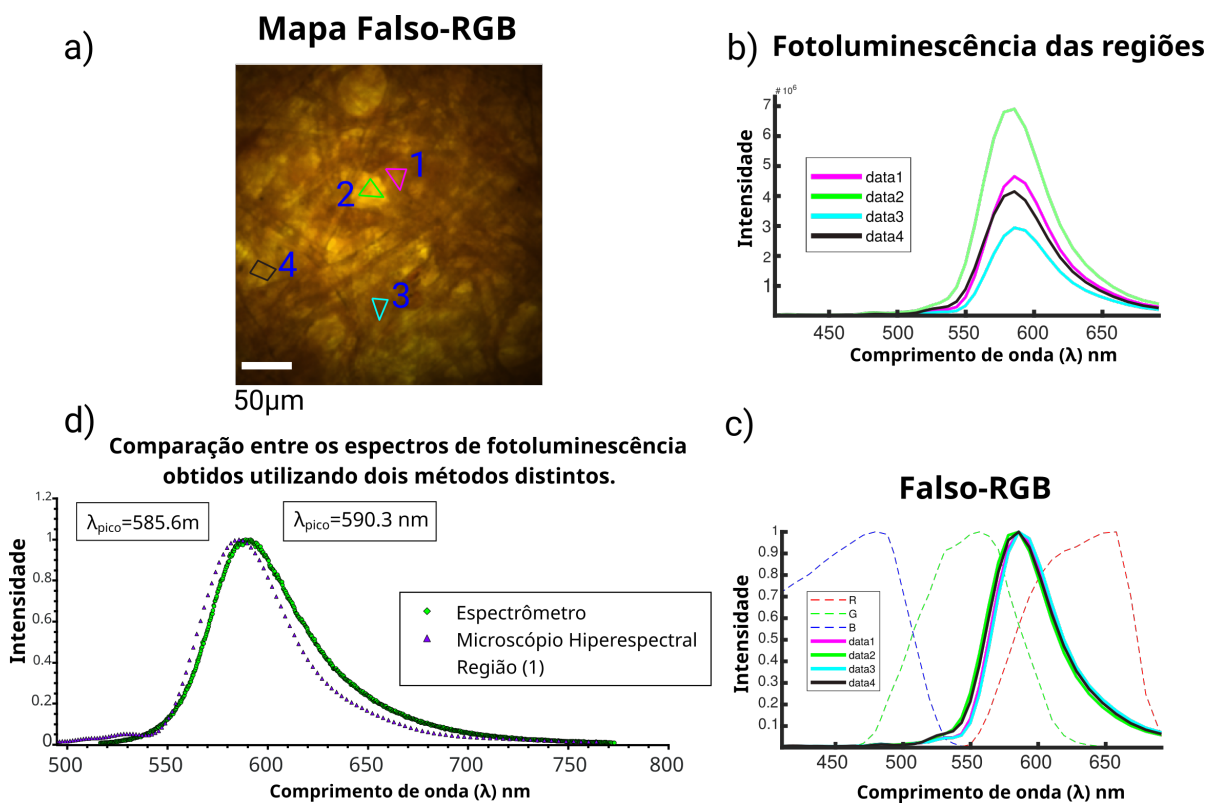 a)
Mapa Falso-RGB
1
2
3
4
50μm
b)
Fotoluminescência das regiões
# 10⁶
7
6
5
4
3
2
1
Intensidade
data1
data2
data3
data4
450
500
550
600
650
Comprimento de onda (λ) nm
d)
Comparação entre os espectros de fotoluminescência
obtidos utilizando dois métodos distintos.
1.2
1
0.8
0.6
0.4
0.2
0
Intensidade
λpico=585.6m
λpico=590.3 nm
Espectrômetro
Microscópio Hiperespectral
Região (1)
500
550
600
650
700
750
800
Comprimento de onda (λ) nm
c)
Falso-RGB
1
0.9
0.8
0.7
0.6
0.5
0.4
0.3
0.2
0.1
Intensidade
R
G
B
data1
data2
data3
data4
450
500
550
600
650
Comprimento de onda (λ) nm